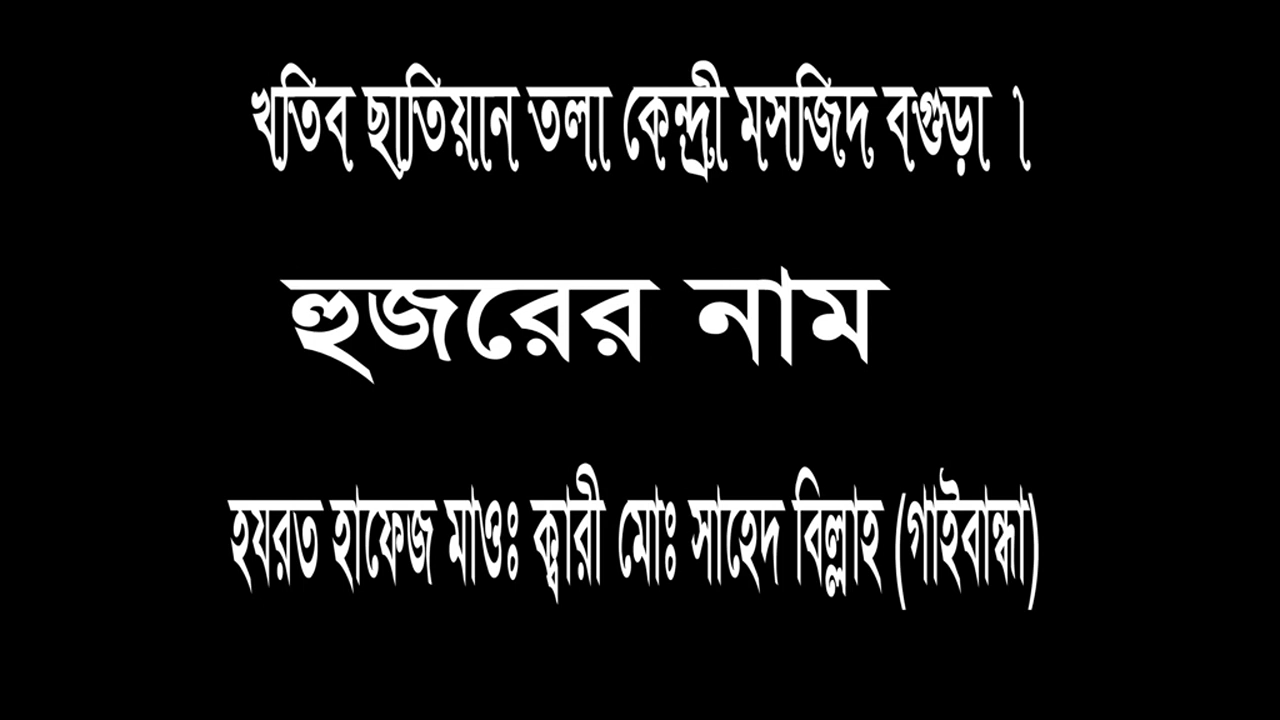 খতিব ছাতিয়ান তলা কেন্দ্রী মসজিদ বগুড়া ।
হুজরের নাম
হযরত হাফেজ মাওঃ ক্বারী মোঃ সাহেদ বিল্লাহ (গাইবান্ধা)